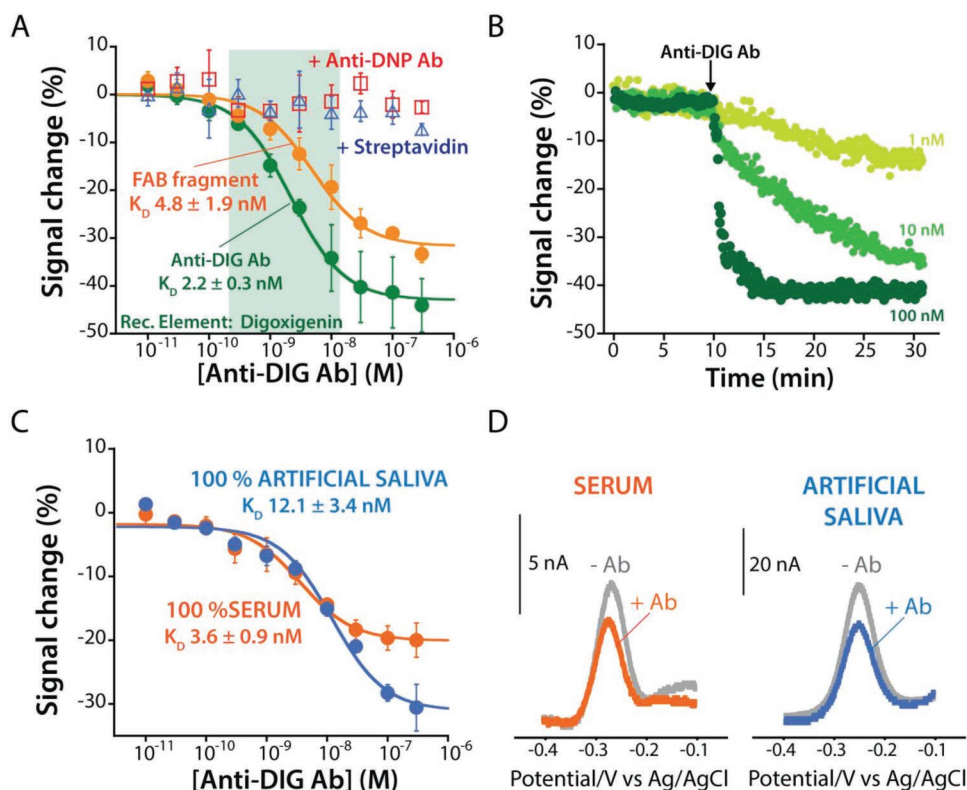 A
10
0
-10
-20
-30
-40
-50
Signal change (%)
+ Anti-DNP Ab
+ Streptavidin
FAB fragment
K_D 4.8 ± 1.9 nM
Anti-DIG Ab
K_D 2.2 ± 0.3 nM
Rec. Element: Digoxigenin
10⁻¹¹ 10⁻¹⁰ 10⁻⁹ 10⁻⁸ 10⁻⁷ 10⁻⁶
[Anti-DIG Ab] (M)
B
Anti-DIG Ab
10
0
-10
-20
-30
-40
-50
Signal change (%)
1 nM
10 nM
100 nM
0 5 10 15 20 25 30
Time (min)
C
10
0
-10
-20
-30
Signal change (%)
100 % ARTIFICIAL SALIVA
K_D 12.1 ± 3.4 nM
100 %SERUM
K_D 3.6 ± 0.9 nM
10⁻¹¹ 10⁻¹⁰ 10⁻⁹ 10⁻⁸ 10⁻⁷ 10⁻⁶
[Anti-DIG Ab] (M)
D
SERUM
5 nA
- Ab
+ Ab
-0.4 -0.3 -0.2 -0.1
Potential/V vs Ag/AgCl
ARTIFICIAL
SALIVA
20 nA
- Ab
+ Ab
-0.4 -0.3 -0.2 -0.1
Potential/V vs Ag/AgCl